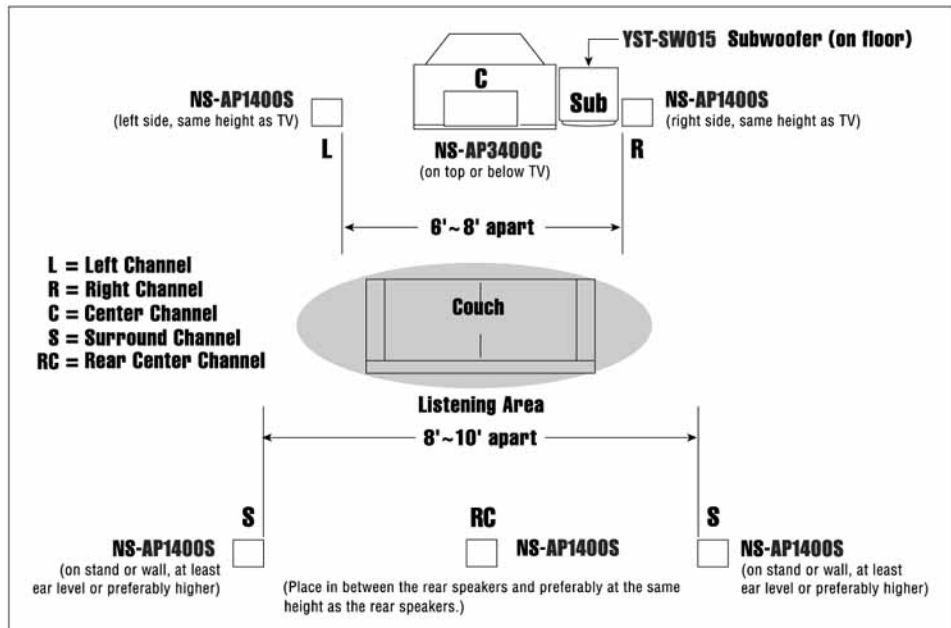 YST-SW015 Subwoofer (on floor)
C
Sub
NS-AP1400S
(left side, same height as TV)
L
NS-AP3400C
(on top or below TV)
NS-AP1400S
(right side, same height as TV)
R
6'~8' apart
L = Left Channel
R = Right Channel
C = Center Channel
S = Surround Channel
RC = Rear Center Channel
Couch
Listening Area
8'~10' apart
S
NS-AP1400S
(on stand or wall, at least
ear level or preferably higher)
RC
NS-AP1400S
(Place in between the rear speakers and preferably at the same
height as the rear speakers.)
S
NS-AP1400S
(on stand or wall, at least
ear level or preferably higher)